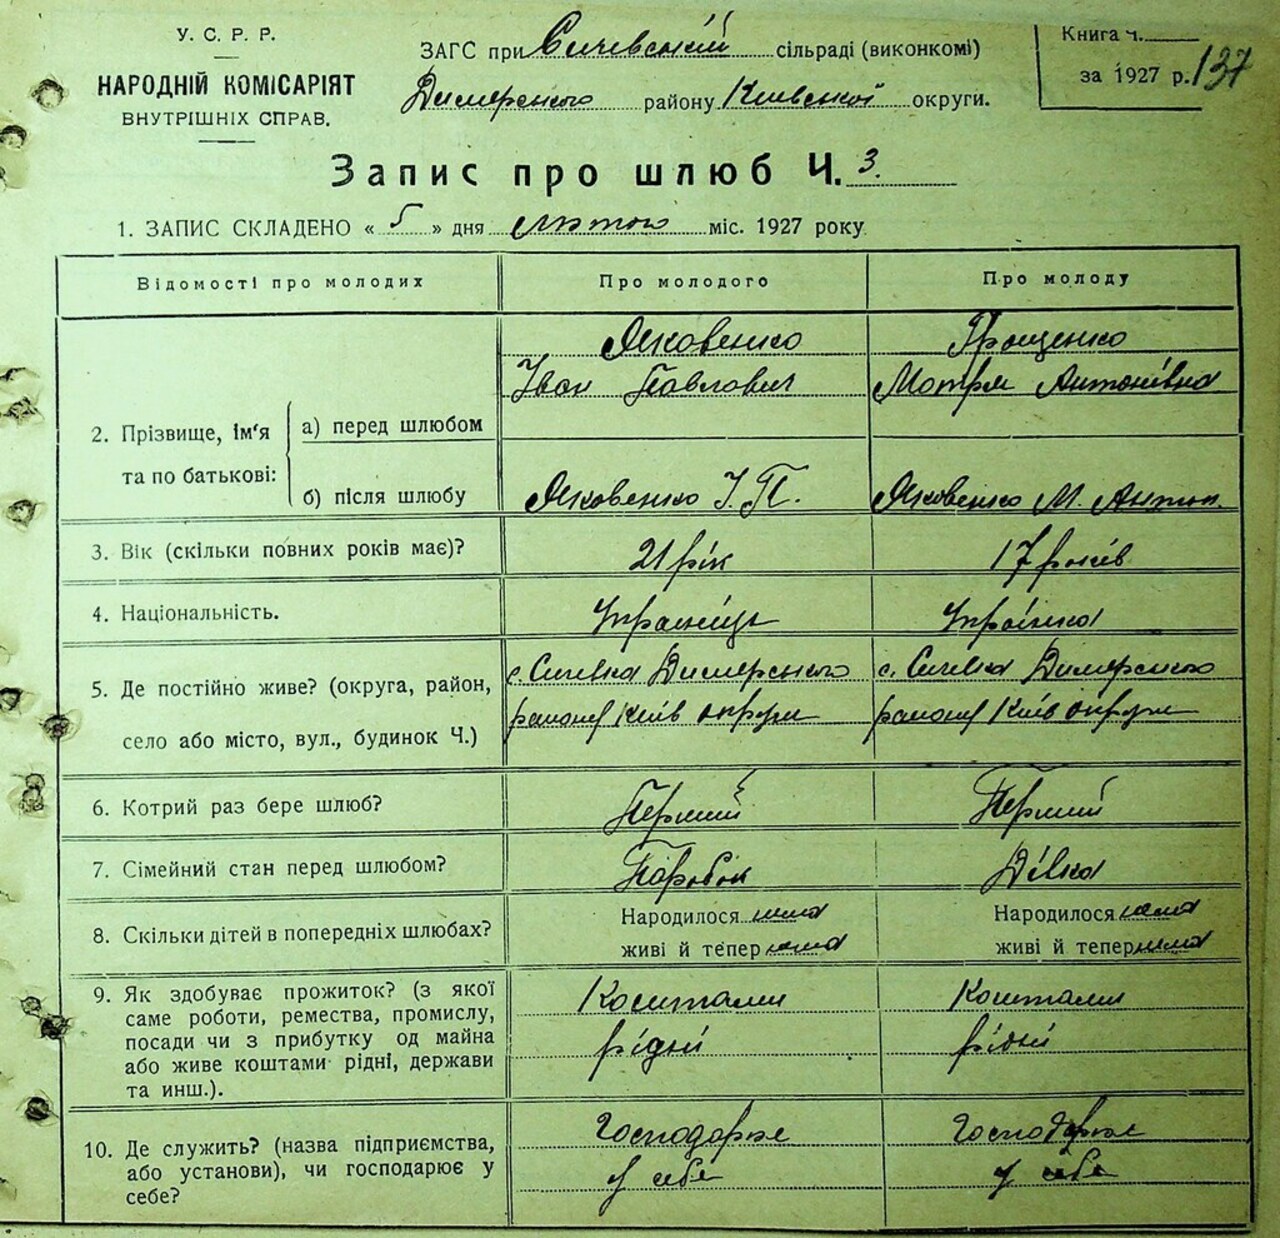 У. С. Р. Р.
НАРОДНІЙ КОМІСАРІЯТ
ВНУТРІШНІХ СПРАВ.
ЗАГС при Сичевський сільраді (виконкомі)
Димерського району Київської округи.
Книга ч.
за 1927 р. 137
Запис про шлюб Ч. 3.
1. ЗАПИС СКЛАДЕНО « 5 » дня лютого міс. 1927 року
Відомості про молодих Про молодого Про молоду
Яковенко Грощенко
Іван Павлович Мотря Антонівна
2. Прізвище, ім'я та по батькові:
а) перед шлюбом
б) після шлюбу Яковенко І. П. Яковенко М. Антон.
3. Вік (скільки повних років має)? 21 рік 17 років
4. Національність. Українець Українка
5. Де постійно живе? (округа, район, село або місто, вул., будинок Ч.)
с. Сичевка Димерського с. Сичевка Димерського
району Київ округи району Київ округи
6. Котрий раз бере шлюб? Перший Перший
7. Сімейний стан перед шлюбом? Паробок Дівка
8. Скільки дітей в попередніх шлюбах?
Народилося нема Народилося нема
живі й тепер нема живі й тепер нема
9. Як здобуває прожиток? (з якої
саме роботи, ремества, промислу,
посади чи з прибутку од майна
або живе коштами рідні, держави
та инш.).
Коштами Коштами
рідні рідні
10. Де служить? (назва підприємства,
або установи), чи господарює у
себе?
Господарює Господарює
у себе у себе